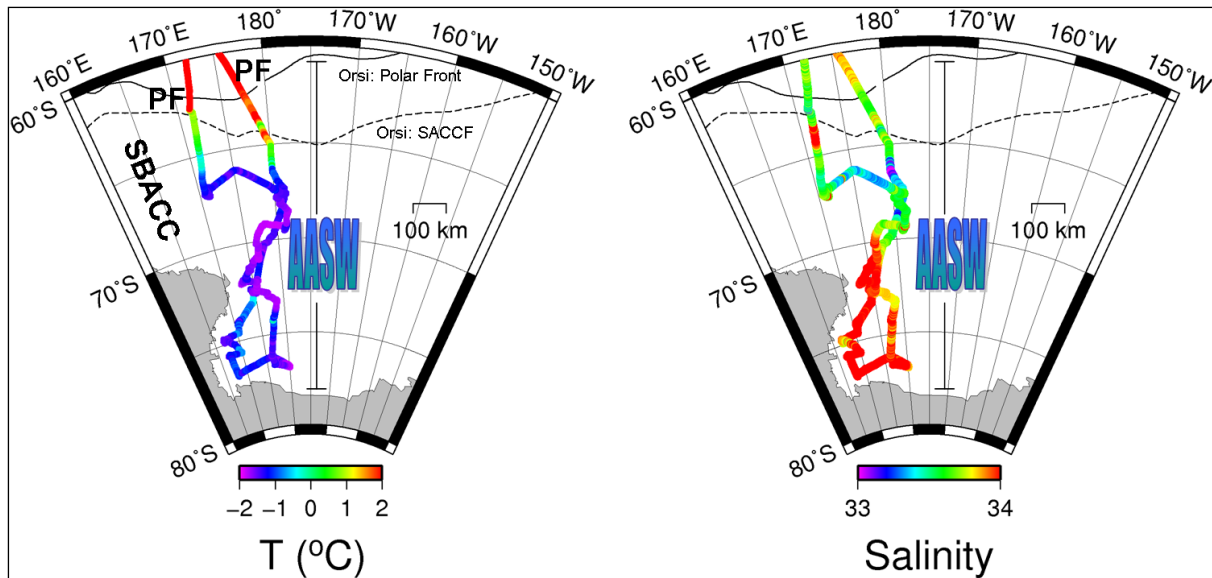 160˚E
170˚E
180˚
170˚W
160˚W
150˚W
60˚S
70˚S
80˚S
PF
PF
Orsi: Polar Front
Orsi: SACCF
SBACC
AASW
100 km
−2 −1 0 1 2
T (ºC)
160˚E
170˚E
180˚
170˚W
160˚W
150˚W
60˚S
70˚S
80˚S
AASW
100 km
33 34
Salinity